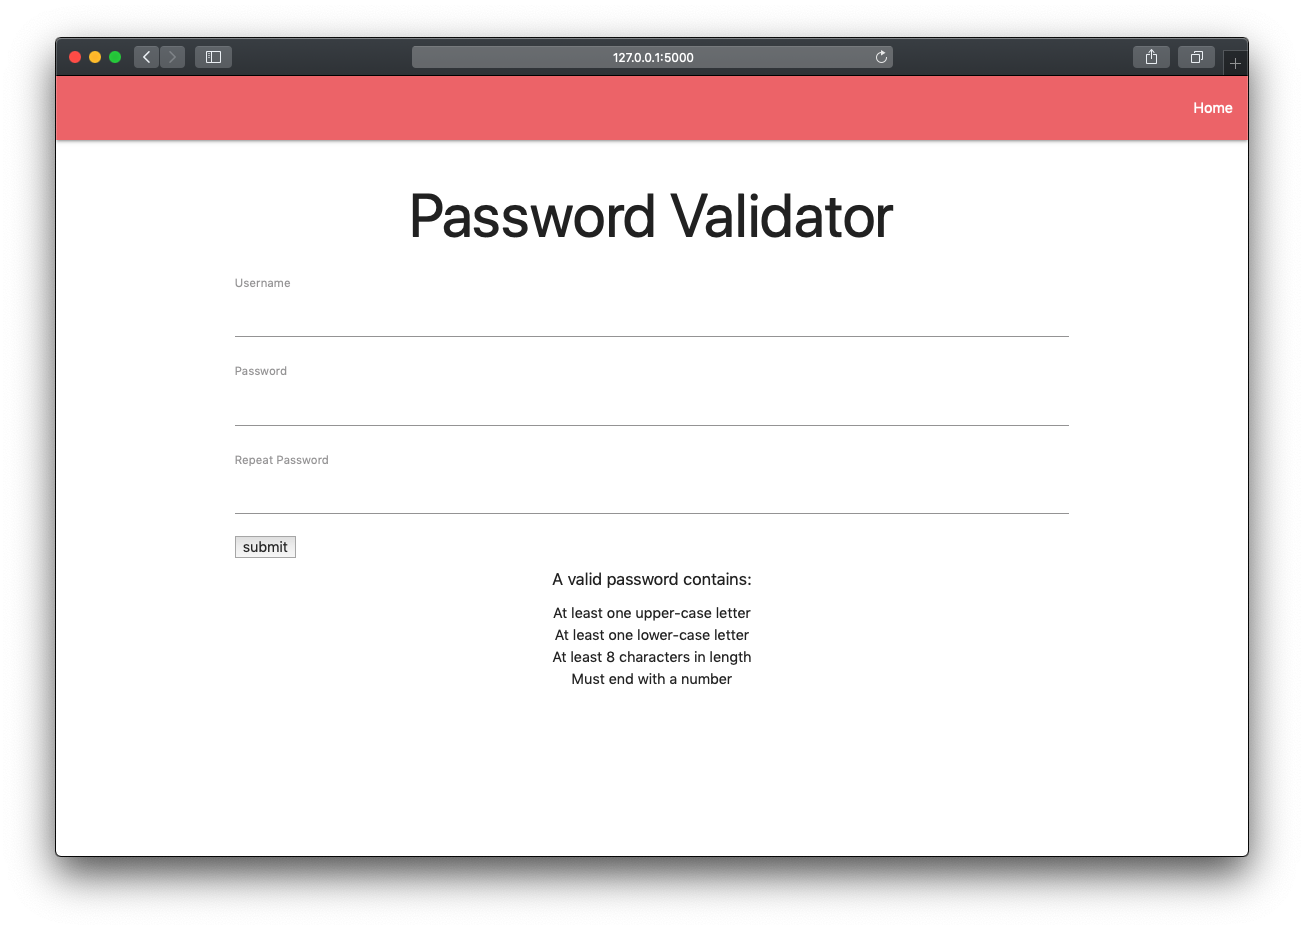 127.0.0.1:5000
Home
Password Validator
Username
Password
Repeat Password
submit
A valid password contains:
At least one upper-case letter
At least one lower-case letter
At least 8 characters in length
Must end with a number